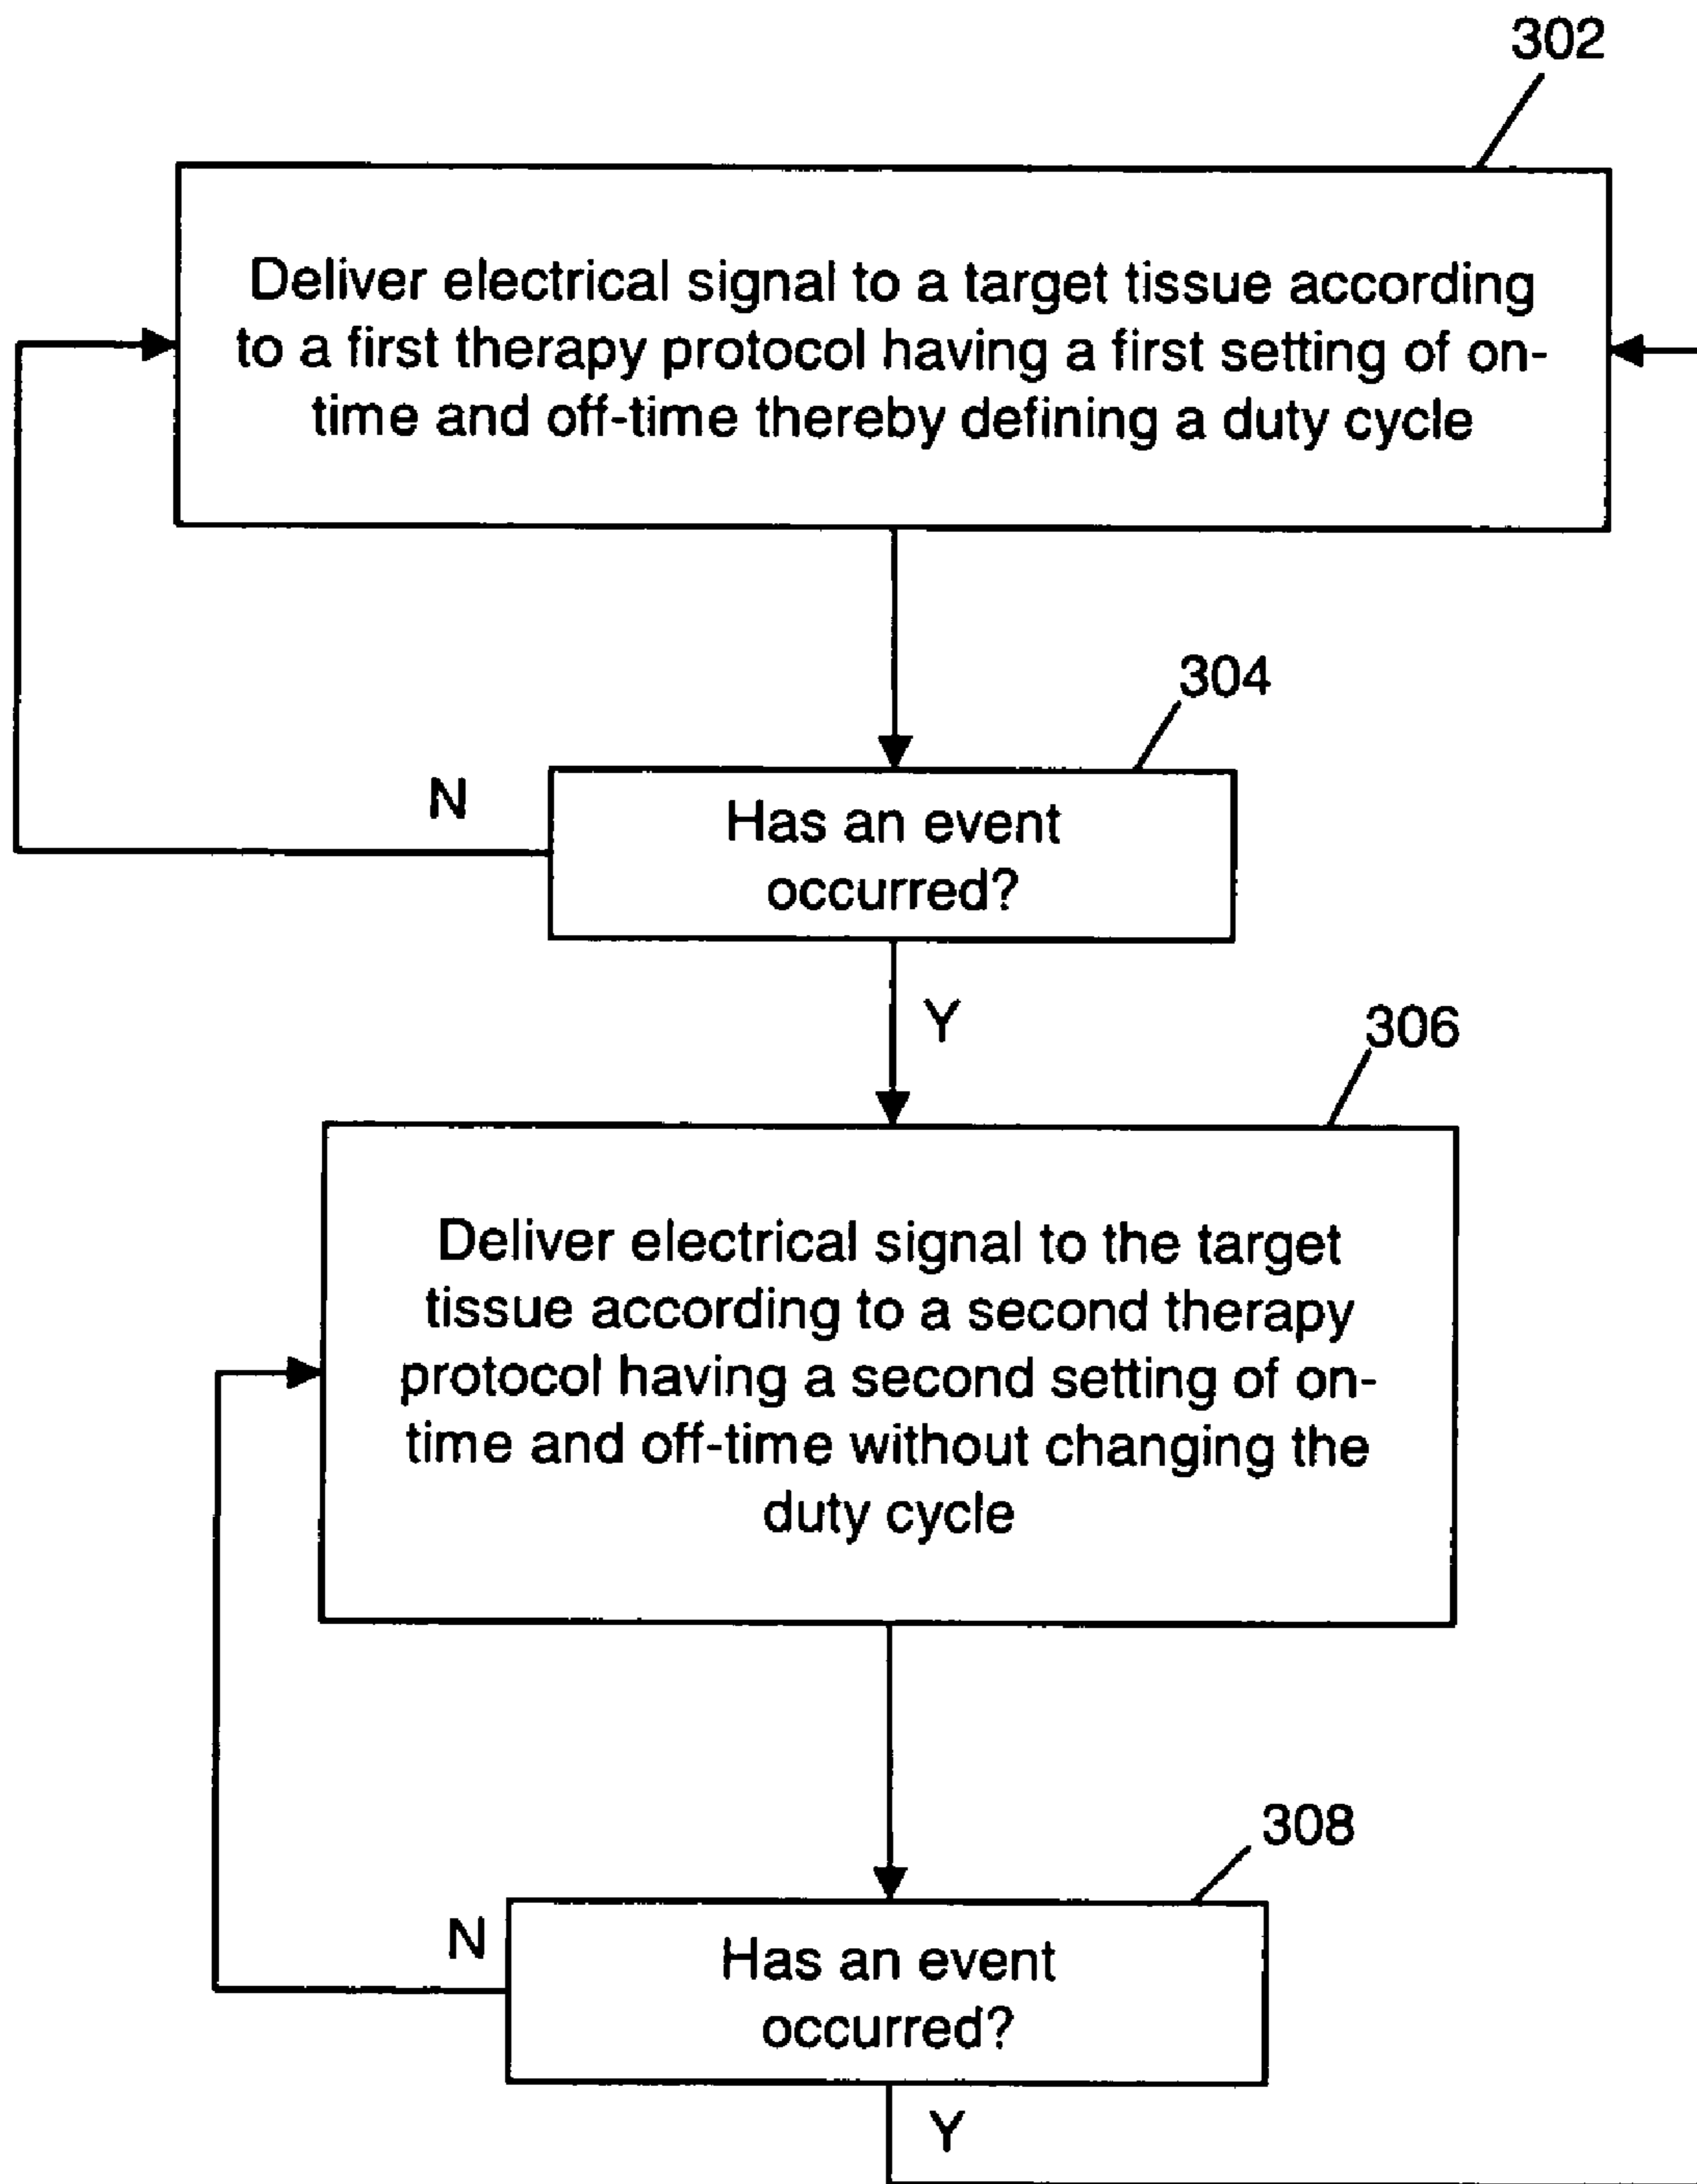 302
Deliver electrical signal to a target tissue according
to a first therapy protocol having a first setting of on-
time and off-time thereby defining a duty cycle
304
N
Has an event
occurred?
Y
306
Deliver electrical signal to the target
tissue according to a second therapy
protocol having a second setting of on-
time and off-time without changing the
duty cycle
308
N
Has an event
occurred?
Y